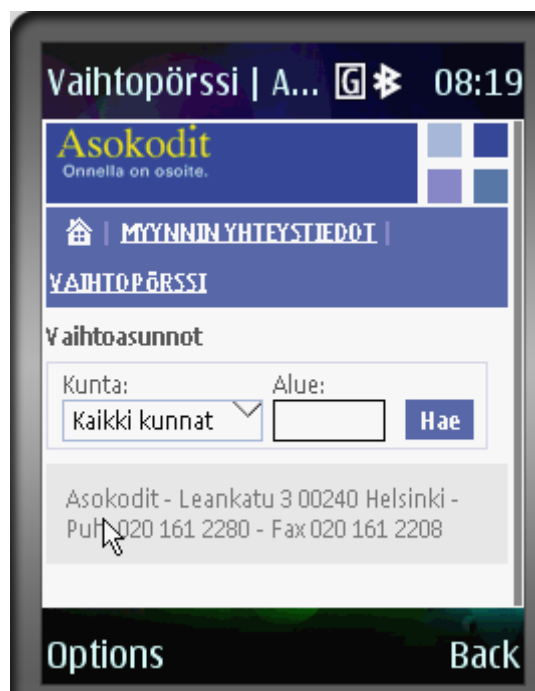 Vaihtopörssi | A... G 08:19
Asokodit
Onnella on osoite.
| MYYNNIN YHTEYSTIEDOT |
VAIHTOPÖRSSI
Vaihtoasunnot
Kunta: Alue:
Kaikki kunnat Hae
Asokodit - Leankatu 3 00240 Helsinki -
Puh. 020 161 2280 - Fax 020 161 2208
Options Back